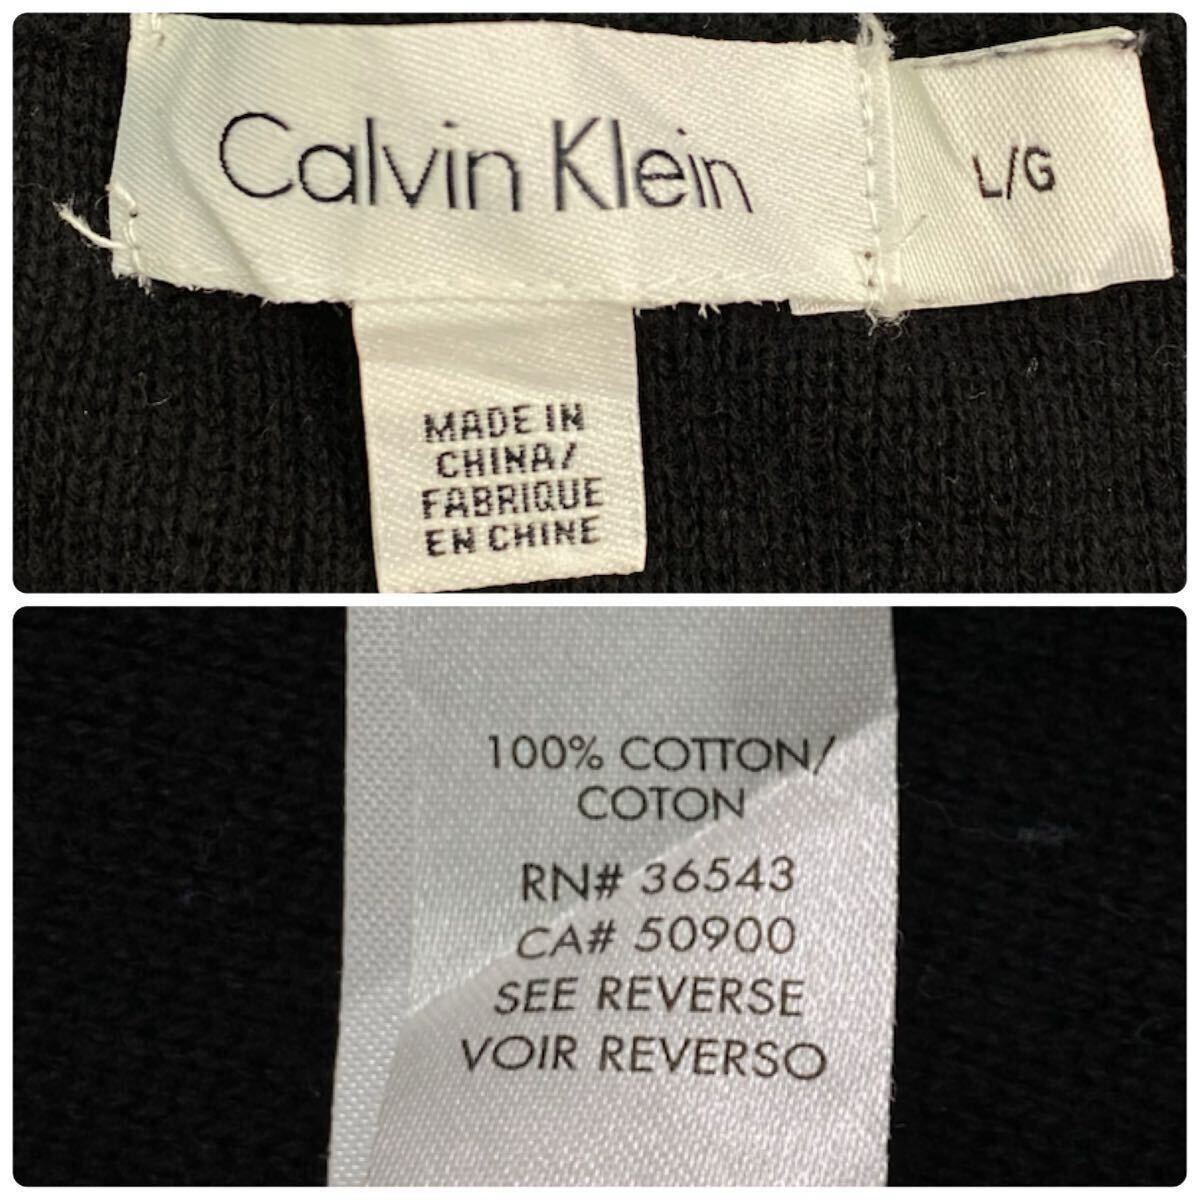 Calvin Klein
L/G
MADE IN
CHINA/
FABRIQUE
EN CHINE
100% COTTON/
COTON
RN# 36543
CA# 50900
SEE REVERSE
VOIR REVERSO